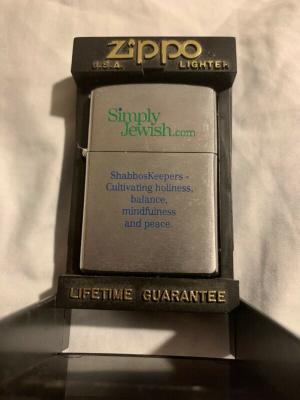 zippo
U.S.A. LIGHTER
Simply
Jewish.com
ShabbosKeepers -
Cultivating holiness,
balance,
mindfulness
and peace.
LIFETIME GUARANTEE